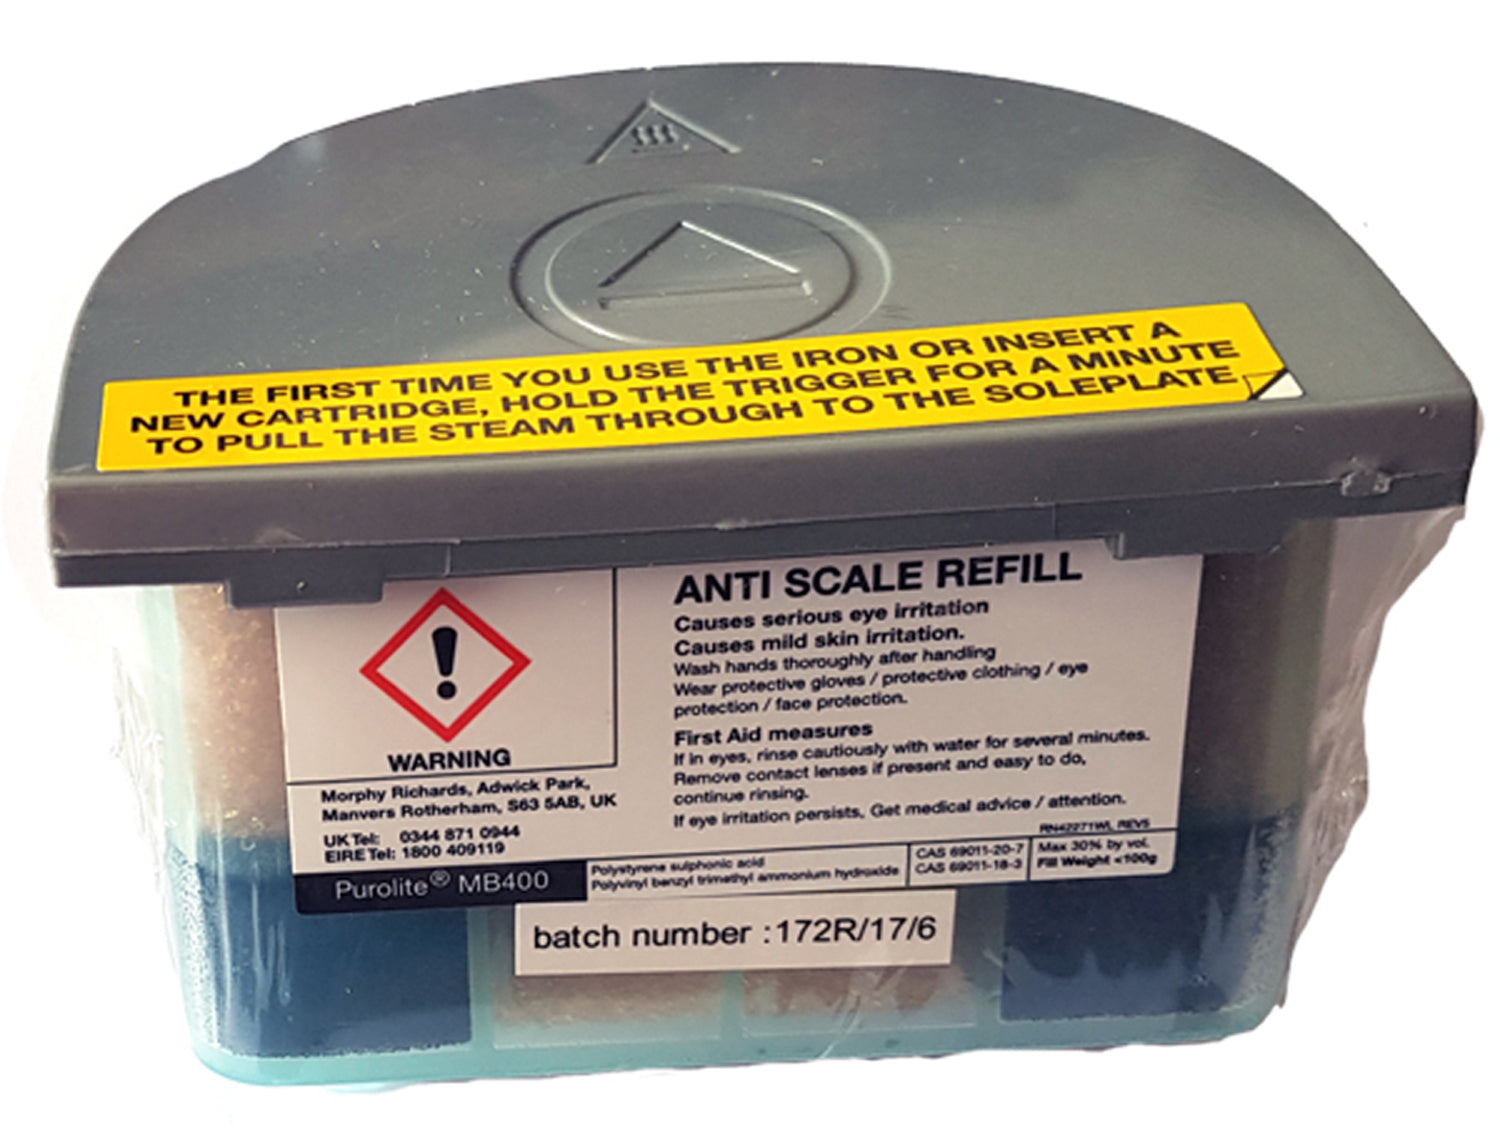 THE FIRST TIME YOU USE THE IRON OR INSERT A
NEW CARTRIDGE, HOLD THE TRIGGER FOR A MINUTE
TO PULL THE STEAM THROUGH TO THE SOLEPLATE
WARNING
Morphy Richards, Adwick Park,
Manvers Rotherham, S63 5AB, UK
UK Tel: 0344 871 0944
EIRE Tel: 1800 409119
Purolite® MB400
ANTI SCALE REFILL
Causes serious eye irritation
Causes mild skin irritation.
Wash hands thoroughly after handling
Wear protective gloves / protective clothing / eye
protection / face protection.
First Aid measures
If in eyes, rinse cautiously with water for several minutes.
Remove contact lenses if present and easy to do,
continue rinsing.
If eye irritation persists, Get medical advice / attention.
RN42271WL REV5
Polystyrene sulphonic acid
Polyvinyl benzyl trimethyl ammonium hydroxide
CAS 69011-20-7
CAS 69011-18-3
Max 30% by vol.
Fill Weight <100g
batch number :172R/17/6